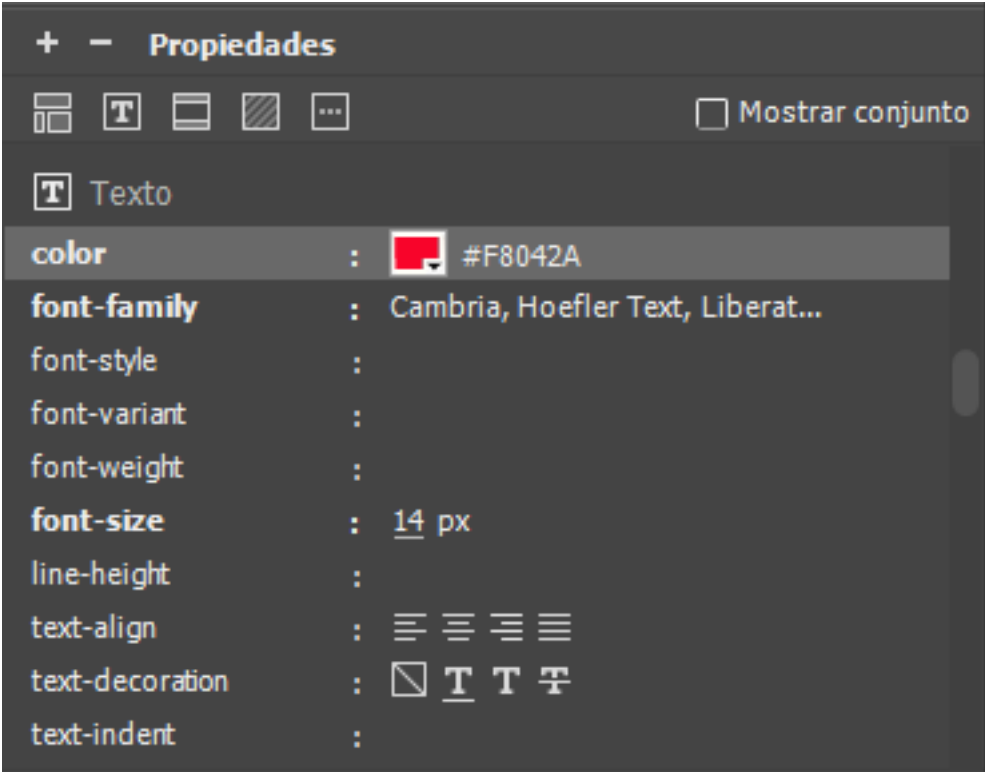 + − Propiedades
Mostrar conjunto
Texto
color : #F8042A
font-family : Cambria, Hoefler Text, Liberat...
font-style :
font-variant :
font-weight :
font-size : 14 px
line-height :
text-align :
text-decoration :
text-indent :